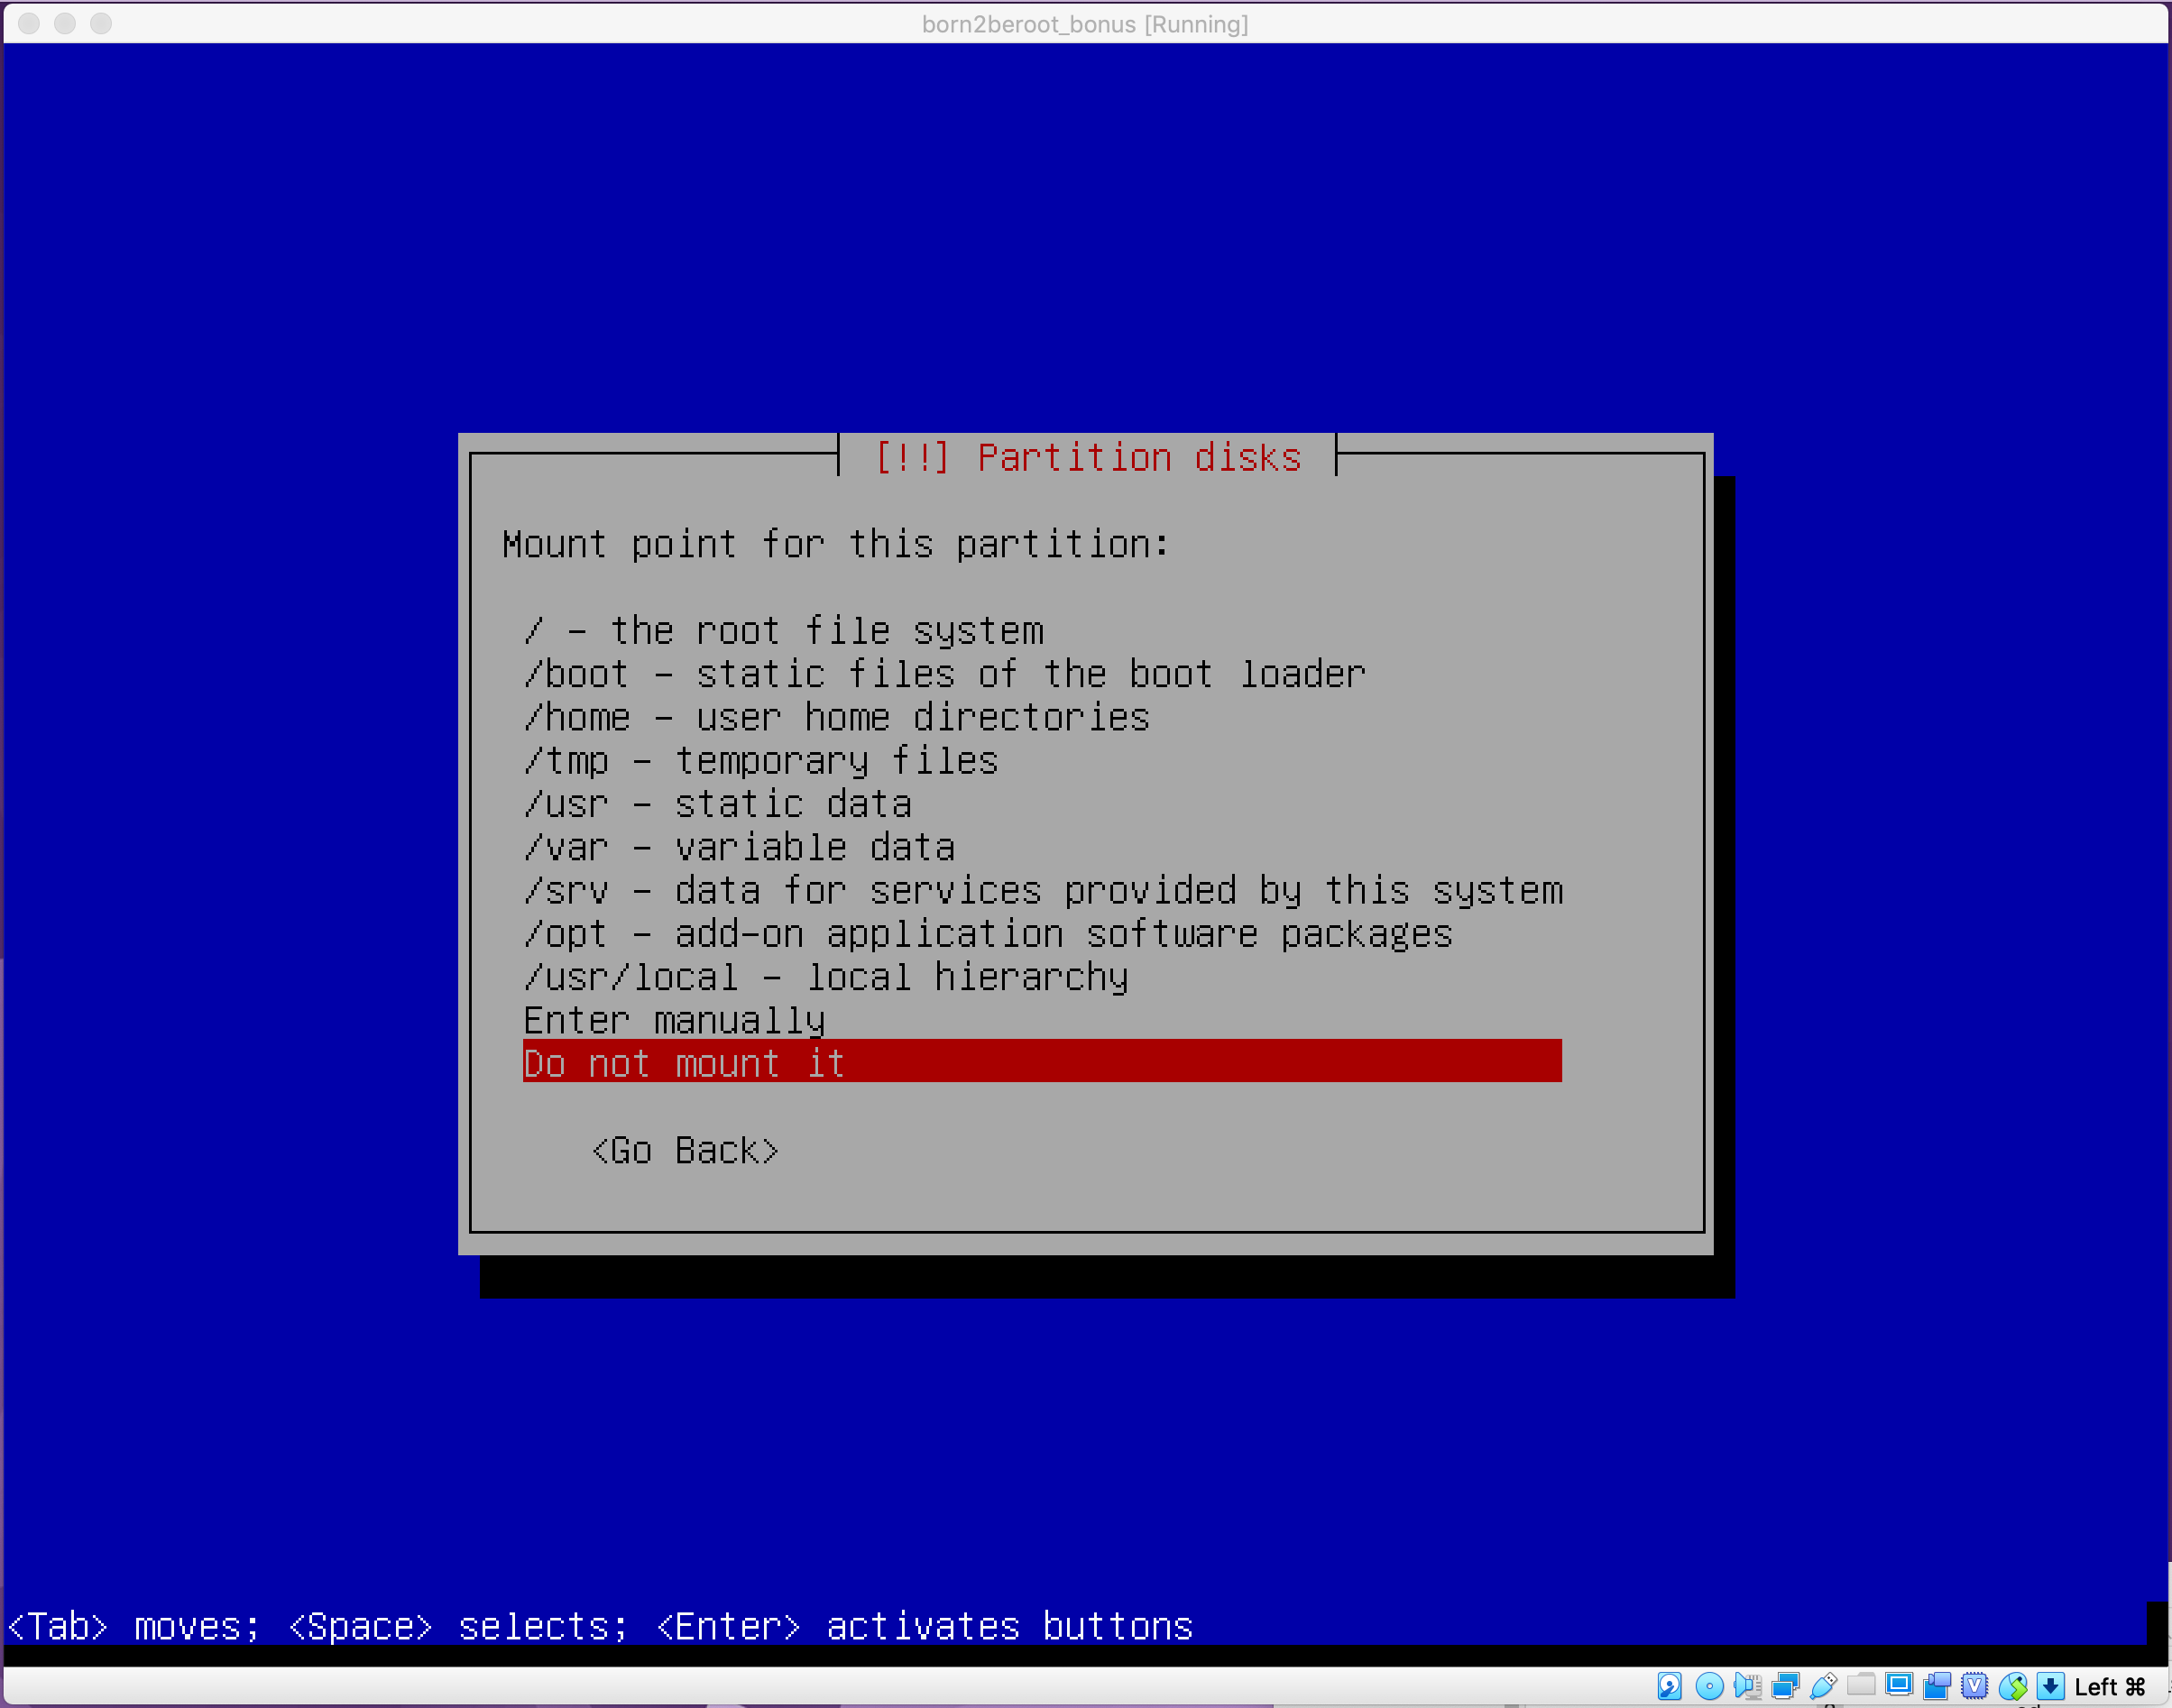 born2beroot_bonus [Running]
[!!] Partition disks
Mount point for this partition:
/ - the root file system
/boot - static files of the boot loader
/home - user home directories
/tmp - temporary files
/usr - static data
/var - variable data
/srv - data for services provided by this system
/opt - add-on application software packages
/usr/local - local hierarchy
Enter manually
Do not mount it
<Go Back>
<Tab> moves; <Space> selects; <Enter> activates buttons
Left ⌘